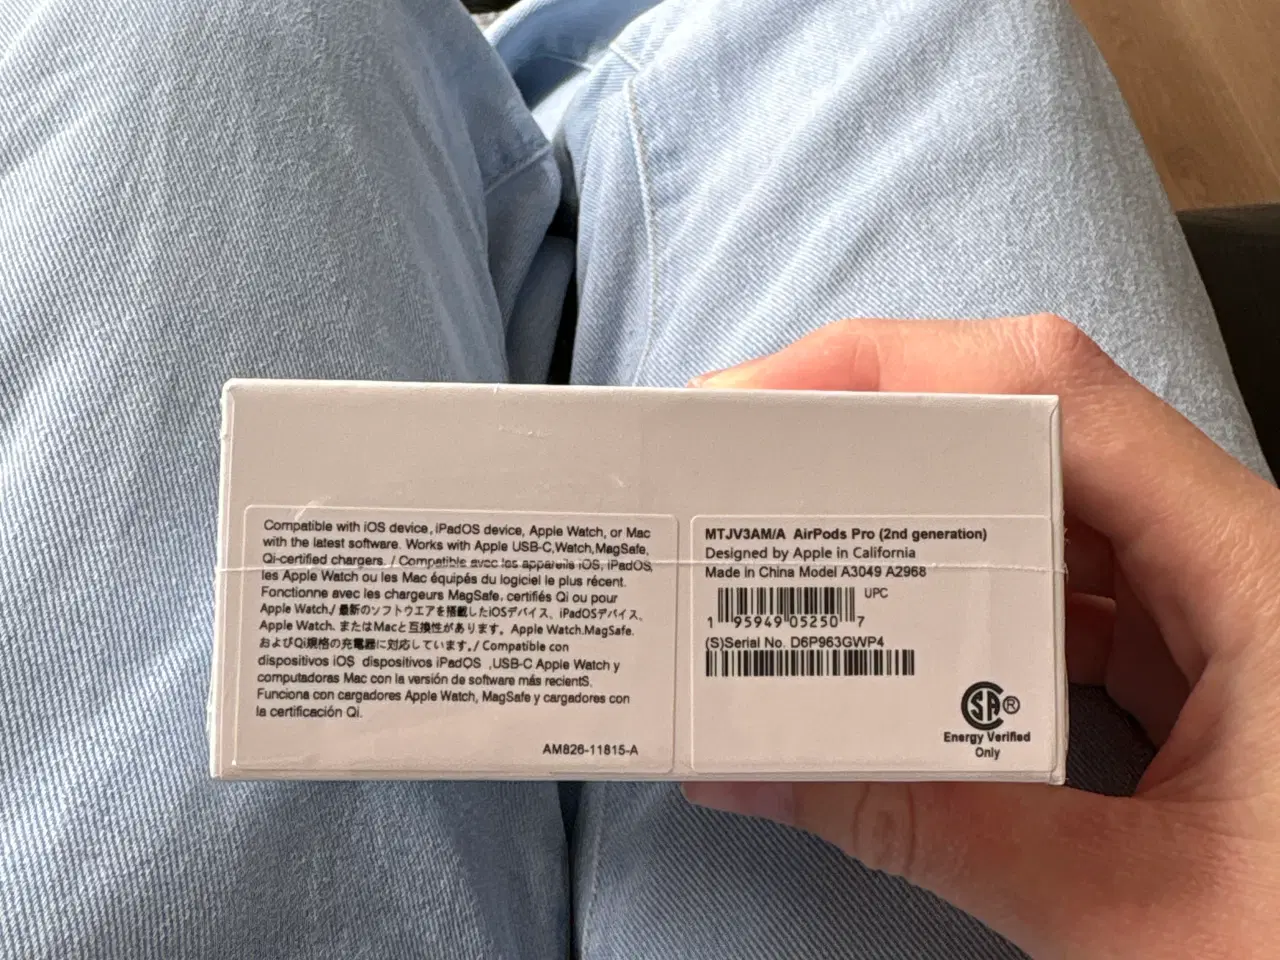 Compatible with iOS device, iPadOS device, Apple Watch, or Mac
with the latest software. Works with Apple USB-C,Watch,MagSafe,
Qi-certified chargers. / Compatible avec les appareils iOS, iPadOS,
les Apple Watch ou les Mac équipés du logiciel le plus récent.
Fonctionne avec les chargeurs MagSafe, certifiés Qi ou pour
Apple Watch./ 最新のソフトウエアを搭載したiOSデバイス、iPadOSデバイス、
Apple Watch. またはMacと互換性があります。Apple Watch.MagSafe.
およびQi規格の充電器に対応しています。/ Compatible con
dispositivos iOS dispositivos iPadOS ,USB-C Apple Watch y
computadoras Mac con la versión de software más recientS.
Funciona con cargadores Apple Watch, MagSafe y cargadores con
la certificación Qi.
AM826-11815-A
MTJV3AM/A AirPods Pro (2nd generation)
Designed by Apple in California
Made in China Model A3049 A2968
UPC
1 95949 05250 7
(S)Serial No. D6P963GWP4
SA ®
Energy Verified
Only